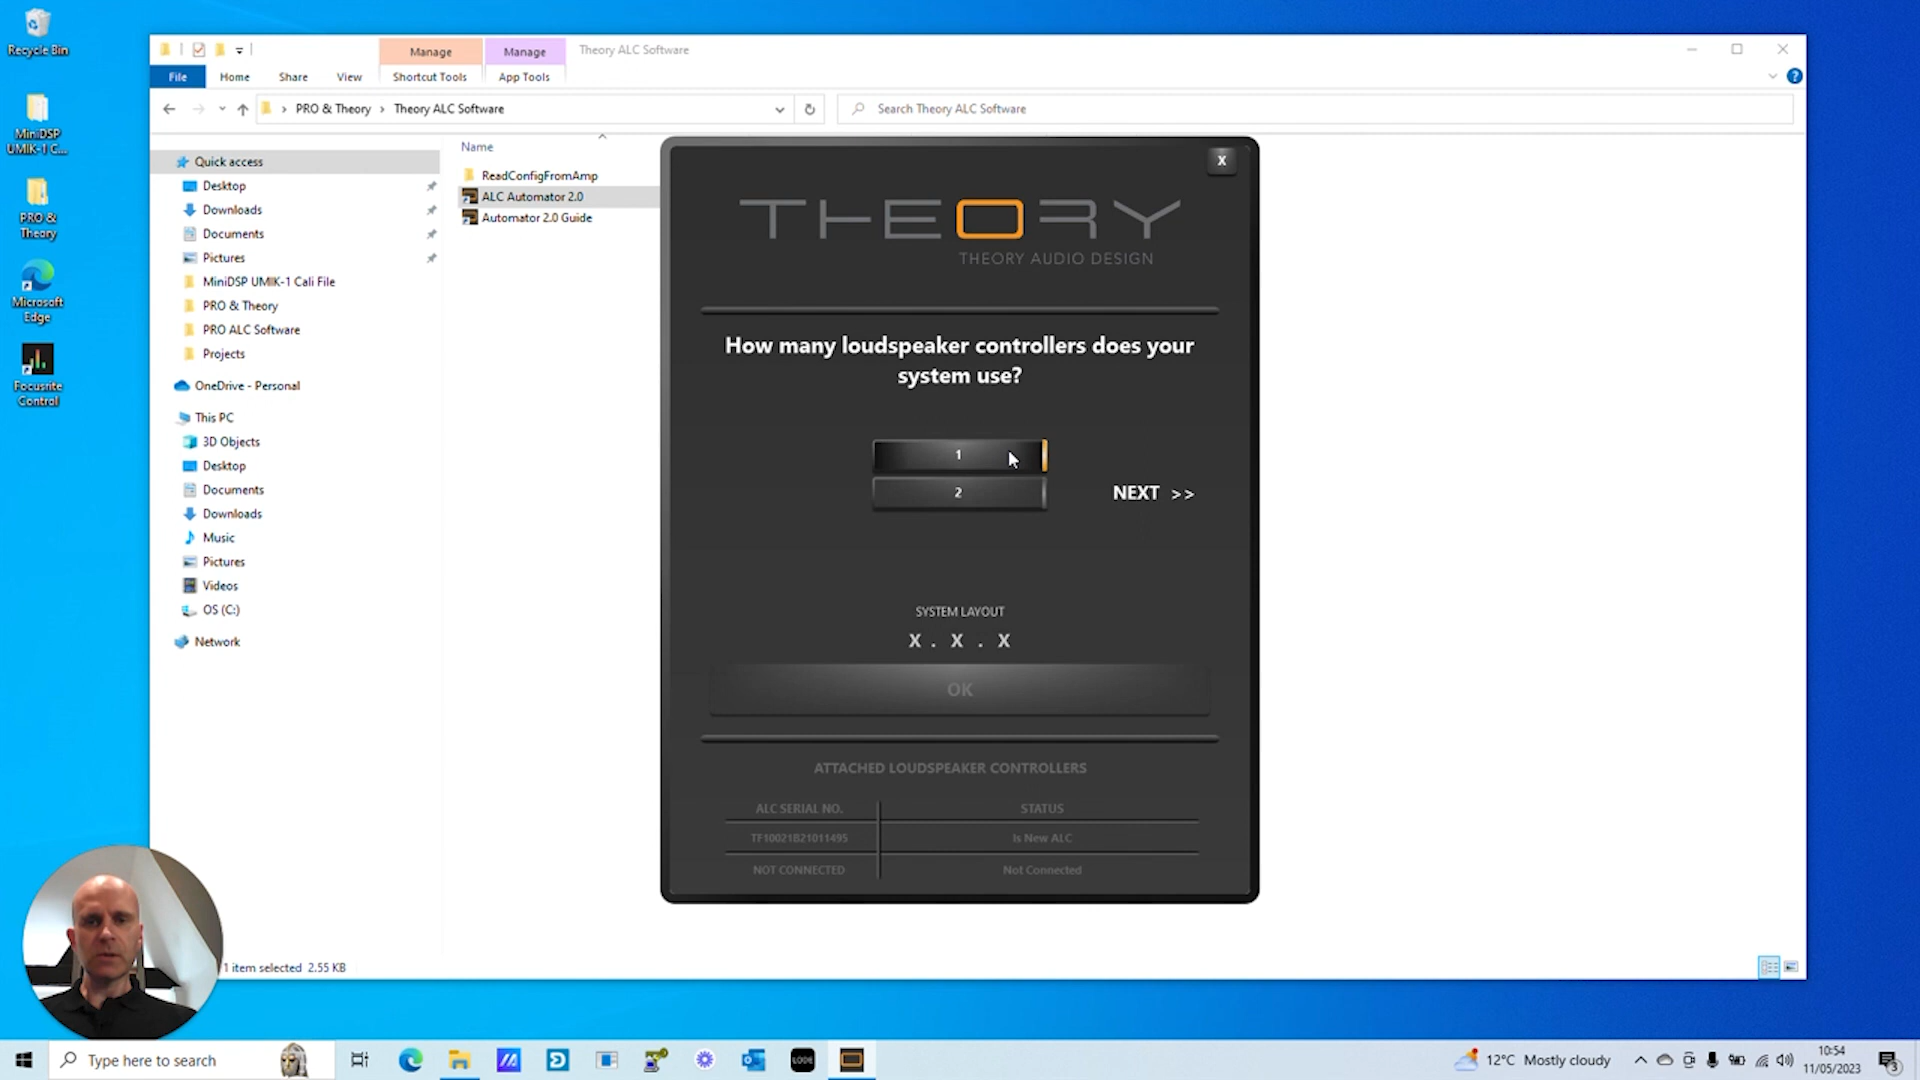 Recycle Bin
MiniDSP
UMIK-1 C...
PRO &
Theory
Microsoft
Edge
Focusrite
Control
Manage
Manage
Theory ALC Software
File
Home
Share
View
Shortcut Tools
App Tools
PRO & Theory
Theory ALC Software
Search Theory ALC Software
Quick access
Desktop
Downloads
Documents
Pictures
MiniDSP UMIK-1 Cali File
PRO & Theory
PRO ALC Software
Projects
OneDrive - Personal
This PC
3D Objects
Desktop
Documents
Downloads
Music
Pictures
Videos
OS (C:)
Network
Name
ReadConfigFromAmp
ALC Automator 2.0
Automator 2.0 Guide
1 item selected 2.55 KB
X
THEORY
THEORY AUDIO DESIGN
How many loudspeaker controllers does your
system use?
1
2
NEXT >>
SYSTEM LAYOUT
X . X . X
OK
ATTACHED LOUDSPEAKER CONTROLLERS
ALC SERIAL NO.
STATUS
TF10021B21011495
Is New ALC
NOT CONNECTED
Not Connected
Type here to search
12°C Mostly cloudy
10:54
11/05/2023
3